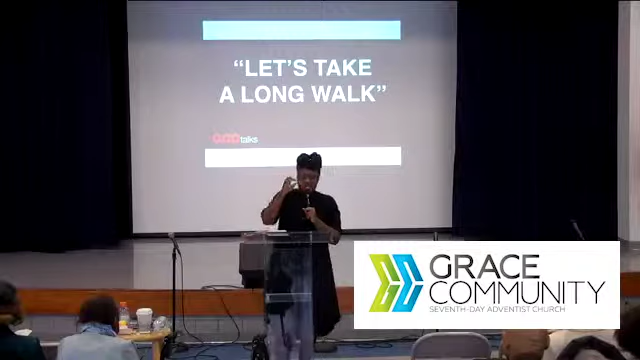 “LET’S TAKE
A LONG WALK”
talks
GRACE
COMMUNITY
SEVENTH-DAY ADVENTIST CHURCH